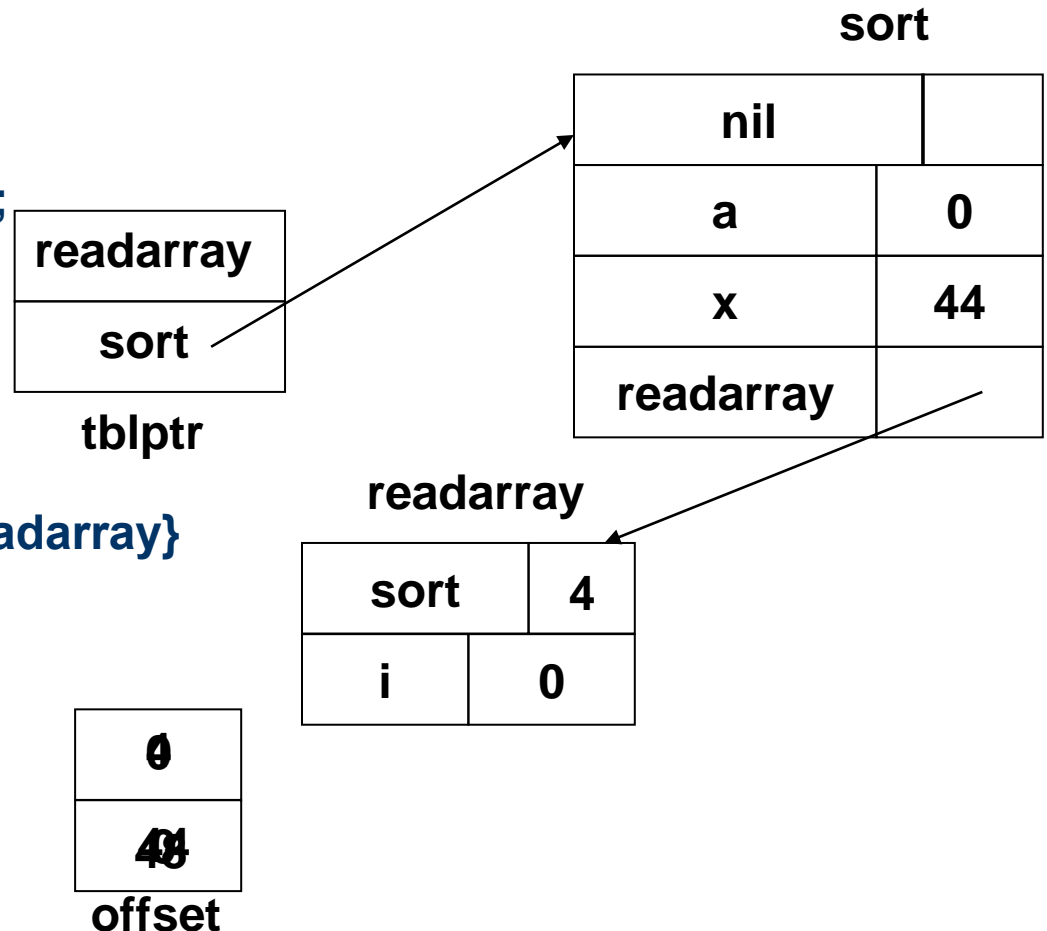 sort
nil
a 0
x 44
readarray
;
readarray
sort
tblptr
readarray
sort 4
i 0
adarray}
offset